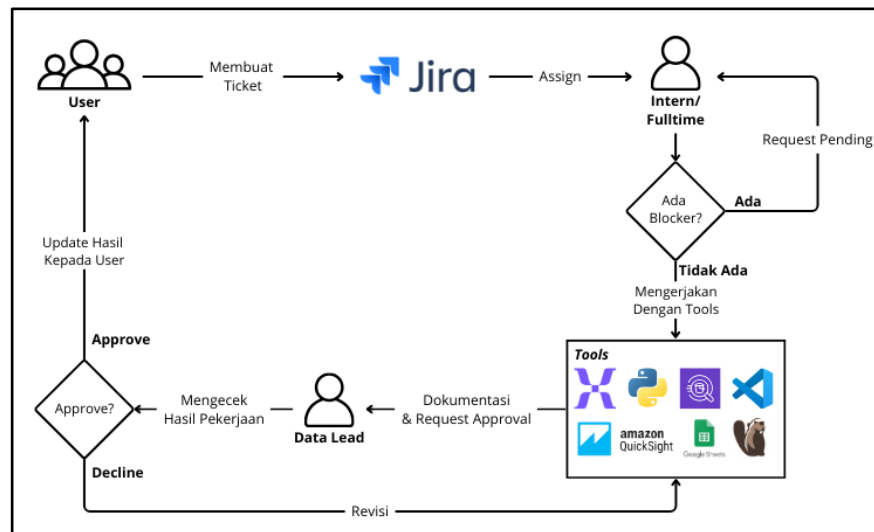 Membuat
Ticket
Jira
Assign
User
Intern/
Fulltime
Request Pending
Ada
Blocker?
Ada
Tidak Ada
Mengerjakan
Dengan Tools
Update Hasil
Kepada User
Approve
Tools
amazon
QuickSight
Google Sheets
Approve?
Mengecek
Hasil Pekerjaan
Data Lead
Dokumentasi
& Request Approval
Decline
Revisi